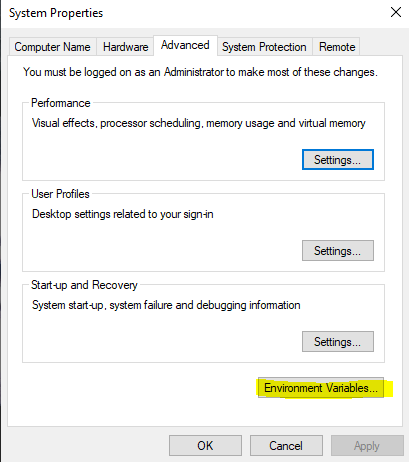 System Properties
Computer Name Hardware Advanced System Protection Remote
You must be logged on as an Administrator to make most of these changes.
Performance
Visual effects, processor scheduling, memory usage and virtual memory
Settings...
User Profiles
Desktop settings related to your sign-in
Settings...
Start-up and Recovery
System start-up, system failure and debugging information
Settings...
Environment Variables...
OK Cancel Apply